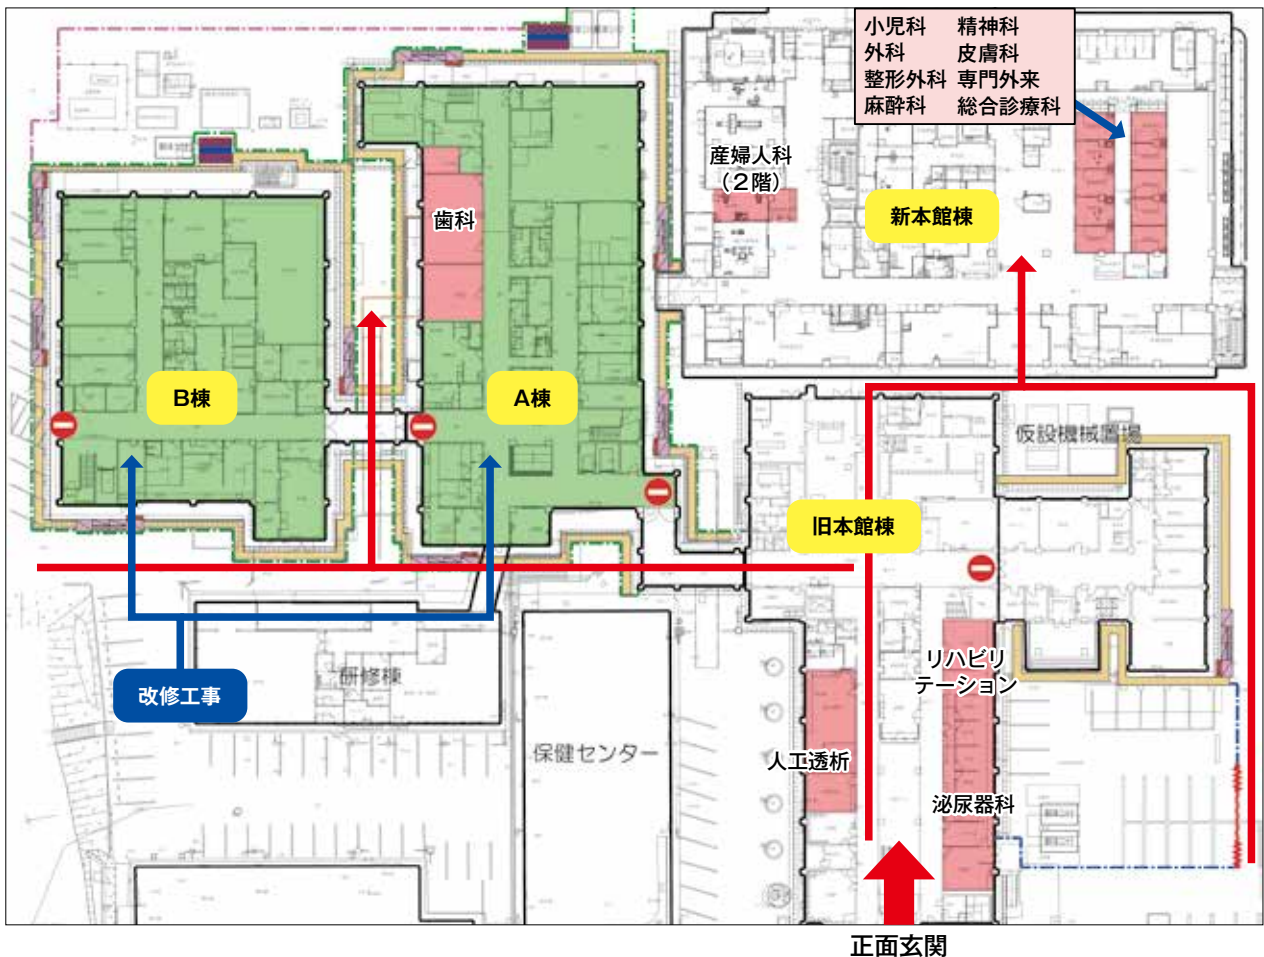 小児科 精神科
外科 皮膚科
整形外科 専門外来
麻酔科 総合診療科
産婦人科
（２階）
新本館棟
歯科
B棟
A棟
仮設機械置場
旧本館棟
リハビリ
テーション
研修棟
改修工事
保健センター
人工透析
泌尿器科
正面玄関